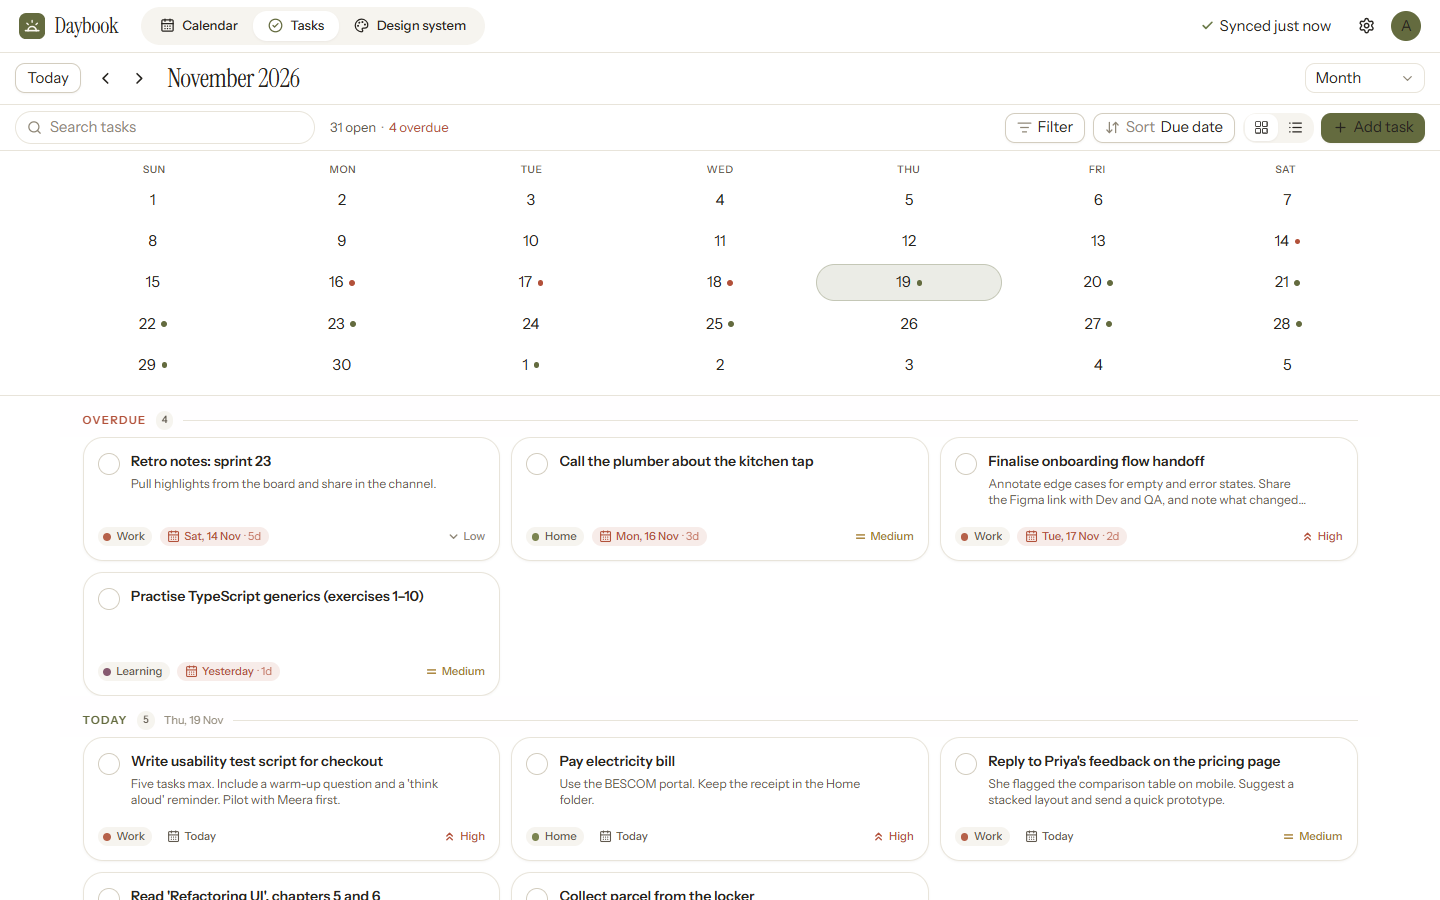 Daybook
Calendar
Tasks
Design system
Synced just now
A
Today
November 2026
Month
Search tasks
31 open · 4 overdue
Filter
Sort Due date
Add task
SUN MON TUE WED THU FRI SAT
1 2 3 4 5 6 7
8 9 10 11 12 13 14
15 16 17 18 19 20 21
22 23 24 25 26 27 28
29 30 1 2 3 4 5
OVERDUE 4
Retro notes: sprint 23
Pull highlights from the board and share in the channel.
Work Sat, 14 Nov · 5d Low
Call the plumber about the kitchen tap
Home Mon, 16 Nov · 3d Medium
Finalise onboarding flow handoff
Annotate edge cases for empty and error states. Share
the Figma link with Dev and QA, and note what changed…
Work Tue, 17 Nov · 2d High
Practise TypeScript generics (exercises 1–10)
Learning Yesterday · 1d Medium
TODAY 5 Thu, 19 Nov
Write usability test script for checkout
Five tasks max. Include a warm-up question and a 'think
aloud' reminder. Pilot with Meera first.
Work Today High
Pay electricity bill
Use the BESCOM portal. Keep the receipt in the Home
folder.
Home Today High
Reply to Priya's feedback on the pricing page
She flagged the comparison table on mobile. Suggest a
stacked layout and send a quick prototype.
Work Today Medium
Read 'Refactoring UI', chapters 5 and 6
Collect parcel from the locker